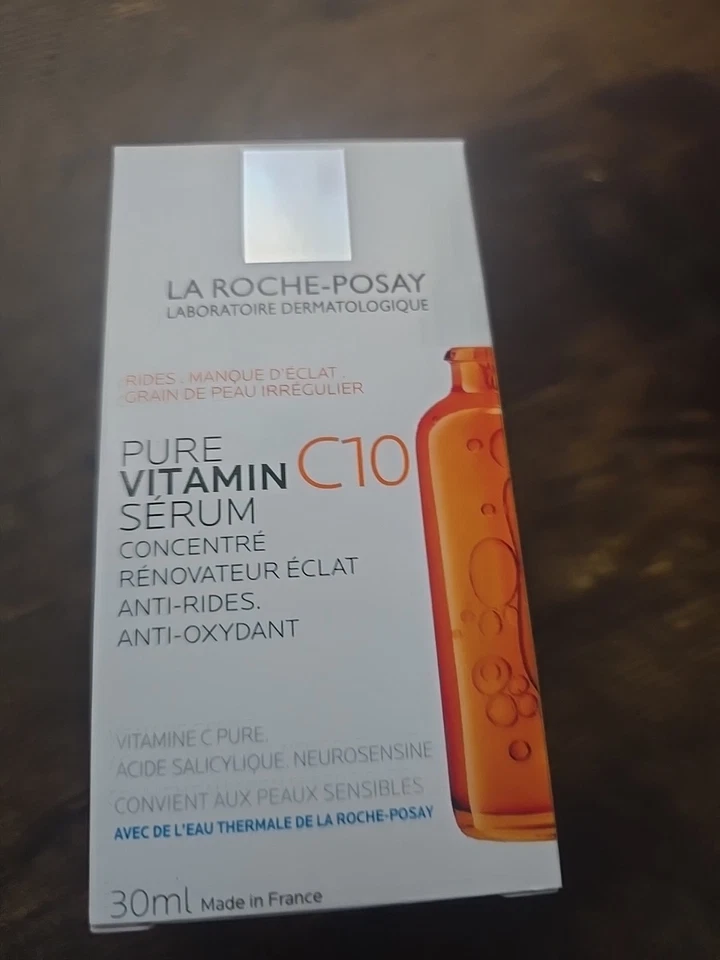 LA ROCHE-POSAY
LABORATOIRE DERMATOLOGIQUE
RIDES . MANQUE D'ÉCLAT .
GRAIN DE PEAU IRRÉGULIER
PURE
VITAMIN C10
SÉRUM
CONCENTRÉ
RÉNOVATEUR ÉCLAT
ANTI-RIDES.
ANTI-OXYDANT
VITAMINE C PURE.
ACIDE SALICYLIQUE. NEUROSENSINE
CONVIENT AUX PEAUX SENSIBLES
AVEC DE L'EAU THERMALE DE LA ROCHE-POSAY
30ml Made in France